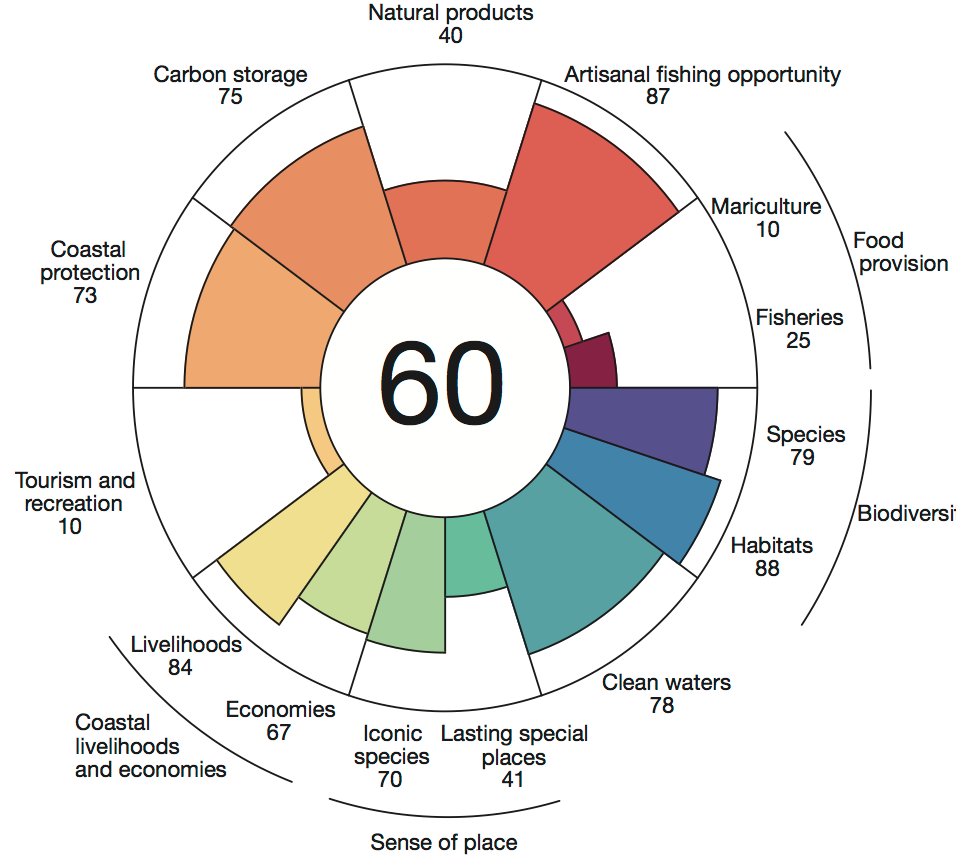 Natural products
40
Carbon storage
75
Artisanal fishing opportunity
87
Mariculture
10
Food
provision
Coastal
protection
73
Fisheries
25
60
Species
79
Tourism and
recreation
10
Biodiversi
Habitats
88
Livelihoods
84
Clean waters
78
Economies
67
Coastal
livelihoods
and economies
Iconic
species
70
Lasting special
places
41
Sense of place